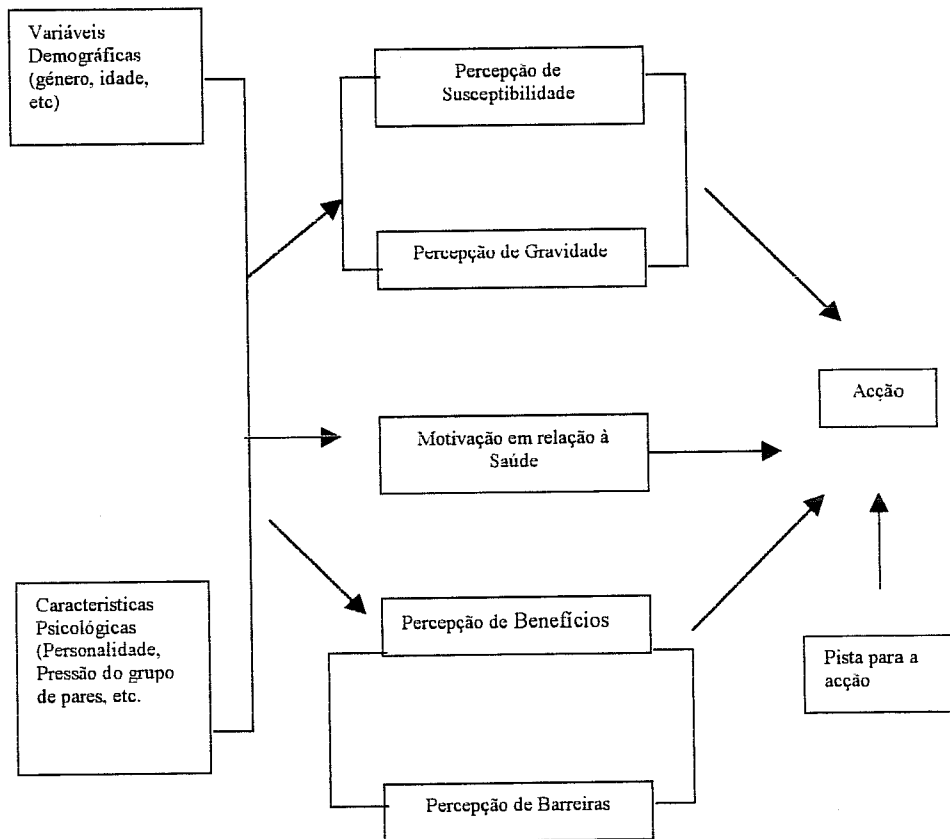 Variáveis
Demográficas
(género, idade,
etc)
Percepção de
Susceptibilidade
Percepção de Gravidade
Motivação em relação à
Saúde
Acção
Caracteristicas
Psicológicas
(Personalidade,
Pressão do grupo
de pares, etc.
Percepção de Benefícios
Pista para a
acção
Percepção de Barreiras